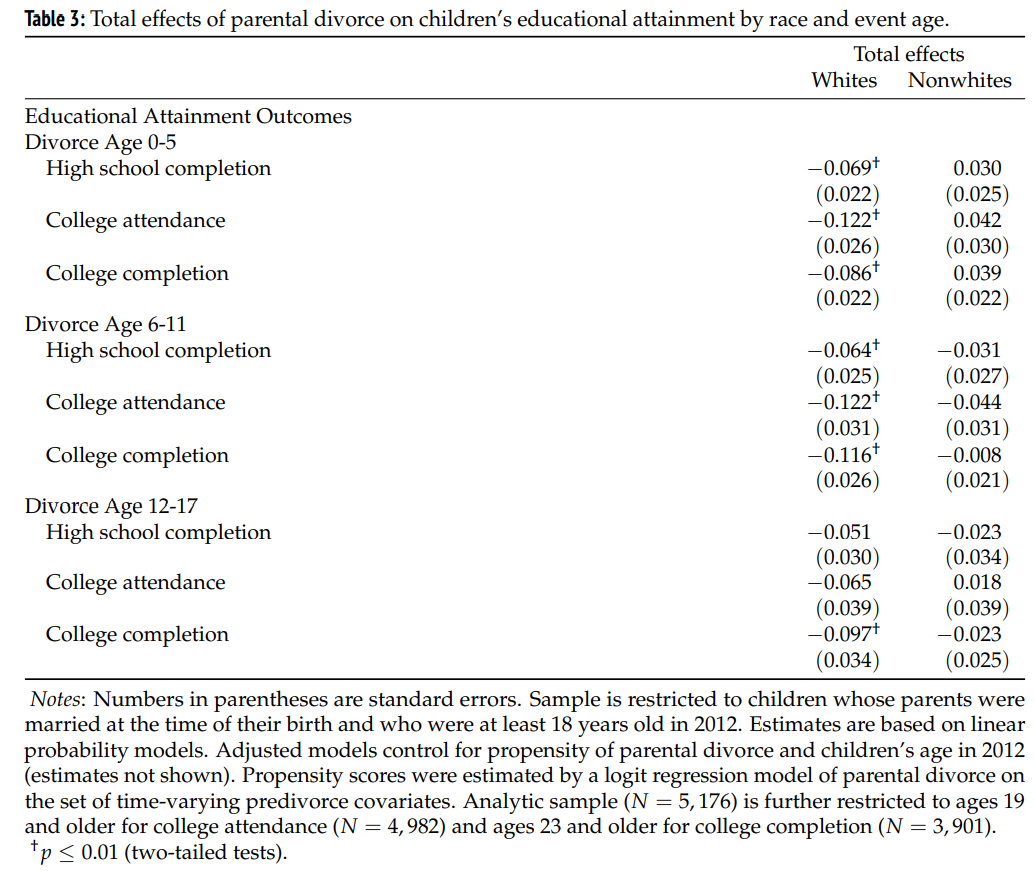 Table 3: Total effects of parental divorce on children’s educational attainment by race and event age.
Total effects
Whites Nonwhites
Educational Attainment Outcomes
Divorce Age 0-5
High school completion −0.069† 0.030
(0.022) (0.025)
College attendance −0.122† 0.042
(0.026) (0.030)
College completion −0.086† 0.039
(0.022) (0.022)
Divorce Age 6-11
High school completion −0.064† −0.031
(0.025) (0.027)
College attendance −0.122† −0.044
(0.031) (0.031)
College completion −0.116† −0.008
(0.026) (0.021)
Divorce Age 12-17
High school completion −0.051 −0.023
(0.030) (0.034)
College attendance −0.065 0.018
(0.039) (0.039)
College completion −0.097† −0.023
(0.034) (0.025)
Notes: Numbers in parentheses are standard errors. Sample is restricted to children whose parents were
married at the time of their birth and who were at least 18 years old in 2012. Estimates are based on linear
probability models. Adjusted models control for propensity of parental divorce and children’s age in 2012
(estimates not shown). Propensity scores were estimated by a logit regression model of parental divorce on
the set of time-varying predivorce covariates. Analytic sample (N = 5, 176) is further restricted to ages 19
and older for college attendance (N = 4, 982) and ages 23 and older for college completion (N = 3, 901).
†p ≤ 0.01 (two-tailed tests).